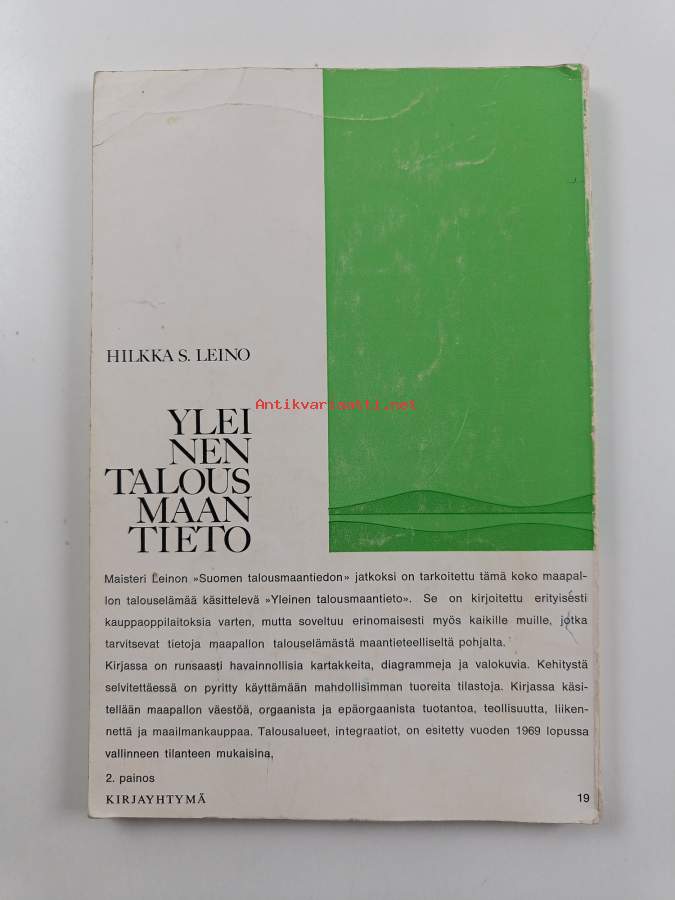 HILKKA S. LEINO
Antikvariaatti.net
YLEI
NEN
TALOUS
MAAN
TIETO
Maisteri Leinon »Suomen talousmaantiedon» jatkoksi on tarkoitettu tämä koko maapal-
lon talouselämää käsittelevä »Yleinen talousmaantieto». Se on kirjoitettu erityisesti
kauppaoppilaitoksia varten, mutta soveltuu erinomaisesti myös kaikille muille, jotka
tarvitsevat tietoja maapallon talouselämästä maantieteelliseltä pohjalta.
Kirjassa on runsaasti havainnollisia kartakkeita, diagrammeja ja valokuvia. Kehitystä
selvitettäessä on pyritty käyttämään mahdollisimman tuoreita tilastoja. Kirjassa käsi-
tellään maapallon väestöä, orgaanista ja epäorgaanista tuotantoa, teollisuutta, liiken-
nettä ja maailmankauppaa. Talousalueet, integraatiot, on esitetty vuoden 1969 lopussa
vallinneen tilanteen mukaisina,
2. painos
KIRJAYHTYMÄ 19